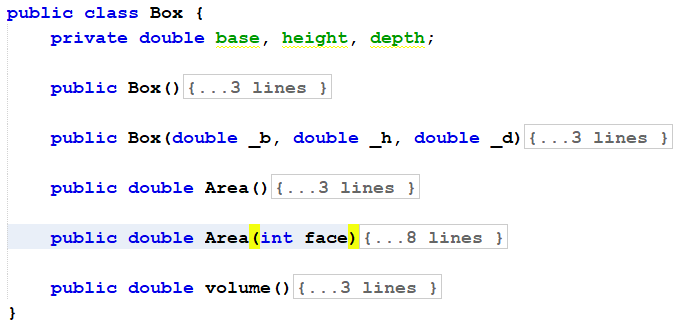 public class Box {
private double base, height, depth;
public Box(){...3 lines }
public Box(double _b, double _h, double _d){...3 lines }
public double Area(){...3 lines }
public double Area(int face){...8 lines }
public double volume(){...3 lines }
}